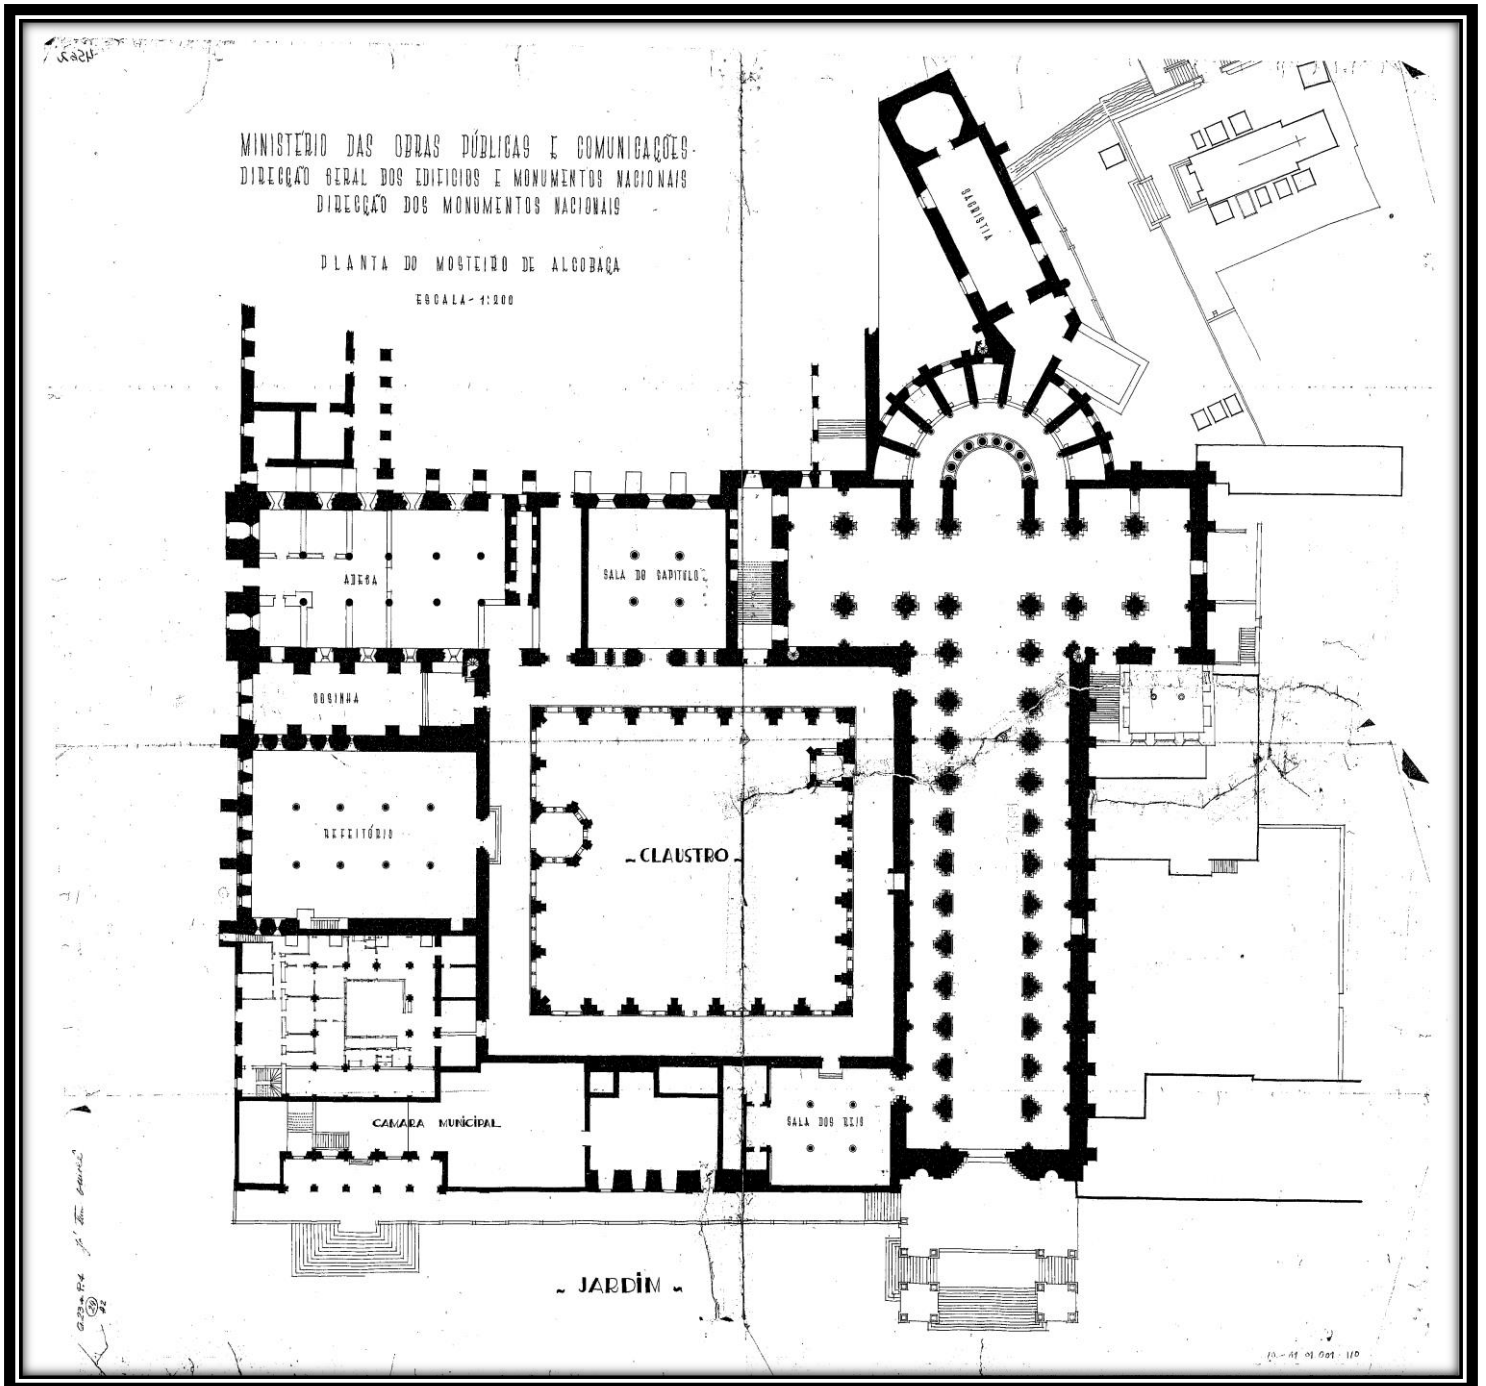 MINISTÉRIO DAS OBRAS PÚBLICAS E COMUNICAÇÕES
DIRECÇÃO GERAL DOS EDIFICIOS E MONUMENTOS NACIONAIS
DIRECÇÃO DOS MONUMENTOS NACIONAIS
PLANTA DO MOSTEIRO DE ALCOBAÇA
ESCALA - 1:200
SACRISTIA
ADEGA
SALA DO CAPITULO
COSINHA
REFEITÓRIO
~ CLAUSTRO ~
CAMARA MUNICIPAL
SALA DOS REIS
~ JARDIM ~